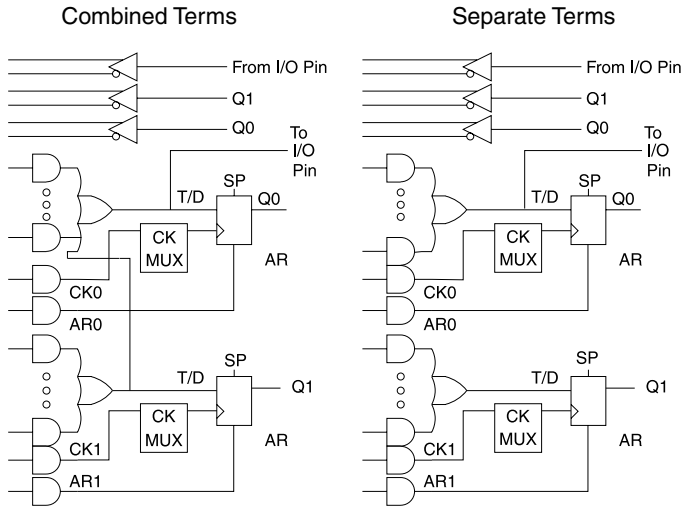 Combined Terms
From I/O Pin
Q1
Q0
To
I/O
Pin
T/D
SP
Q0
CK
MUX
AR
CK0
AR0
SP
T/D
Q1
CK
MUX
AR
CK1
AR1
Separate Terms
From I/O Pin
Q1
Q0
To
I/O
Pin
T/D
SP
Q0
CK
MUX
AR
CK0
AR0
SP
T/D
Q1
CK
MUX
AR
CK1
AR1